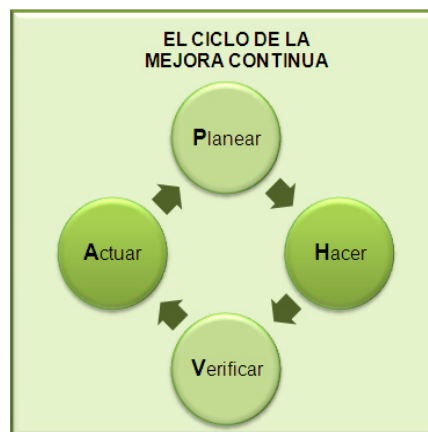 EL CICLO DE LA
MEJORA CONTINUA
Planear
Actuar
Hacer
Verificar